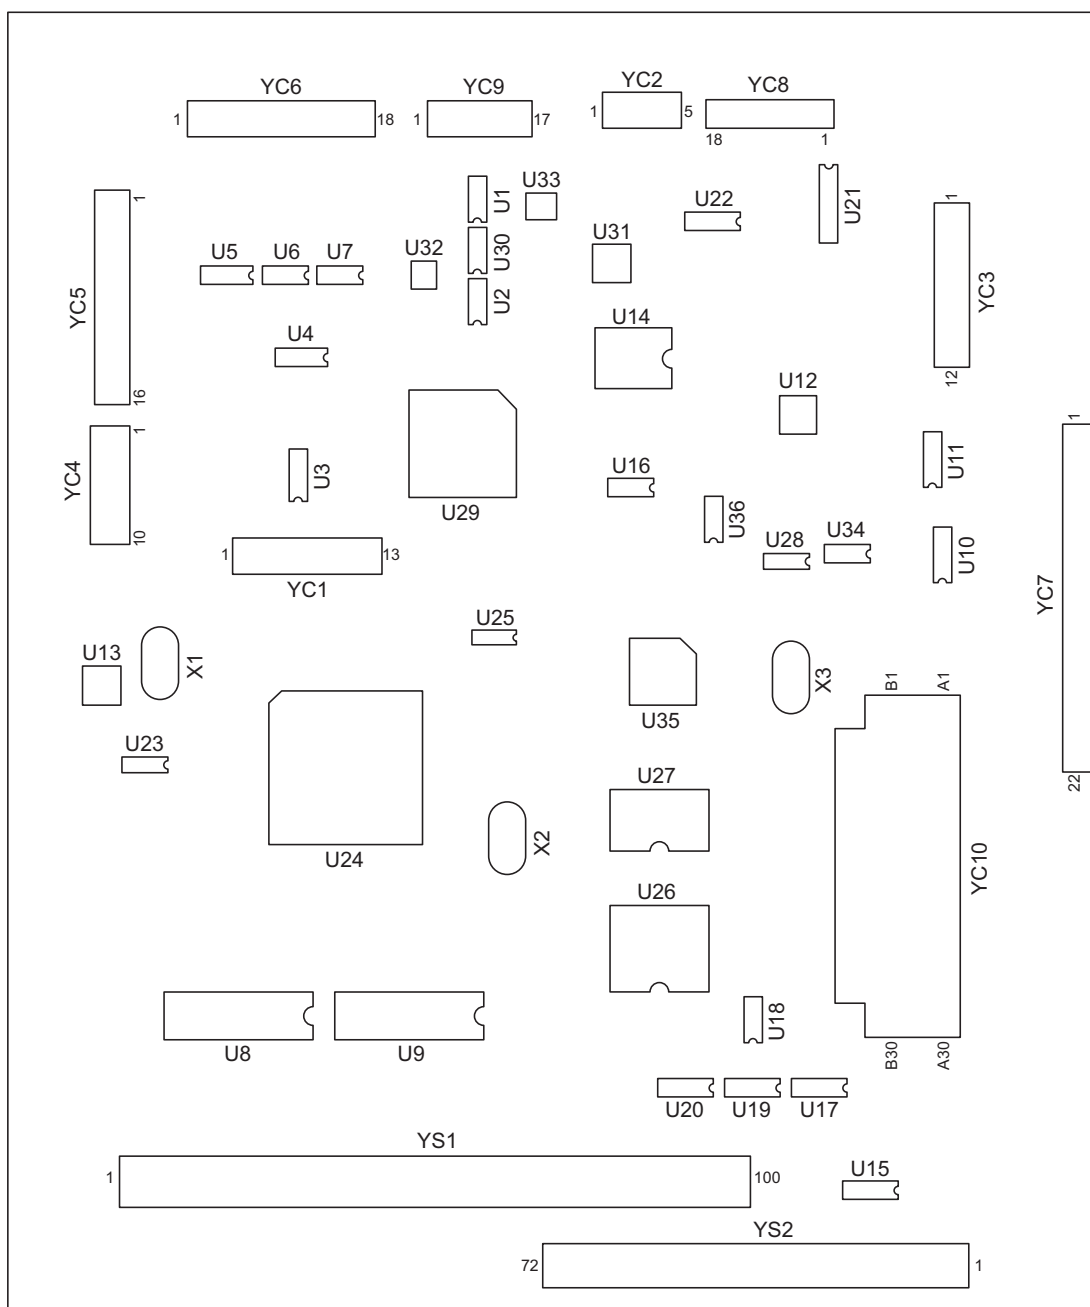 YC6
1
18
YC9
1
17
YC2
1
5
YC8
18
1
YC5
1
16
U5
U6
U7
U32
U1
U30
U2
U33
U31
U22
U21
YC3
1
12
U4
U14
U12
YC4
1
10
U3
U29
U16
U36
U28
U34
U11
U10
YC7
1
22
1
13
YC1
U25
U13
X1
X3
U35
B1
A1
U23
U24
X2
U27
YC10
U26
U8
U9
U18
B30
A30
U20
U19
U17
YS1
1
100
U15
YS2
72
1